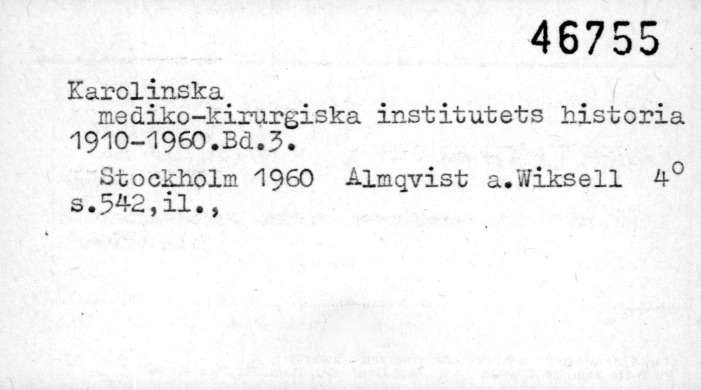 46755
Karolinska
mediko-kirurgiska institutets historia
1910-1960.Bd.3.
Stockholm 1960 Almqvist a.Wiksell 4°
s.542,il.,